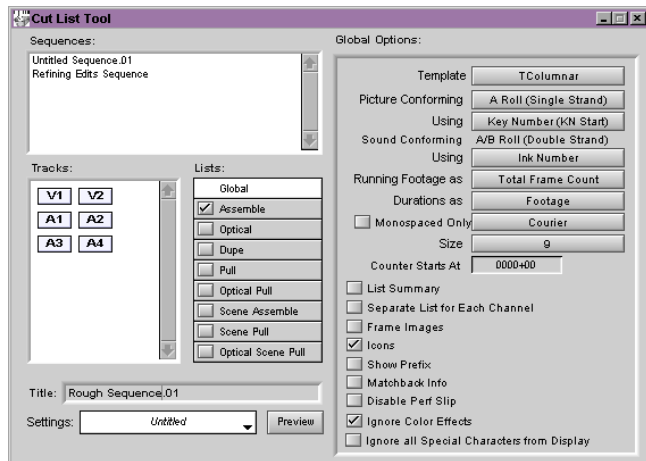 Cut List Tool
Sequences:
Untitled Sequence.01
Refining Edits Sequence
Tracks:
V1 V2
A1 A2
A3 A4
Lists:
Global
Assemble
Optical
Dupe
Pull
Optical Pull
Scene Assemble
Scene Pull
Optical Scene Pull
Title: Rough Sequence.01
Settings: Untitled Preview
Global Options:
Template TColumnar
Picture Conforming A Roll (Single Strand)
Using Key Number (KN Start)
Sound Conforming A/B Roll (Double Strand)
Using Ink Number
Running Footage as Total Frame Count
Durations as Footage
Monospaced Only Courier
Size 9
Counter Starts At 0000+00
List Summary
Separate List for Each Channel
Frame Images
Icons
Show Prefix
Matchback Info
Disable Perf Slip
Ignore Color Effects
Ignore all Special Characters from Display